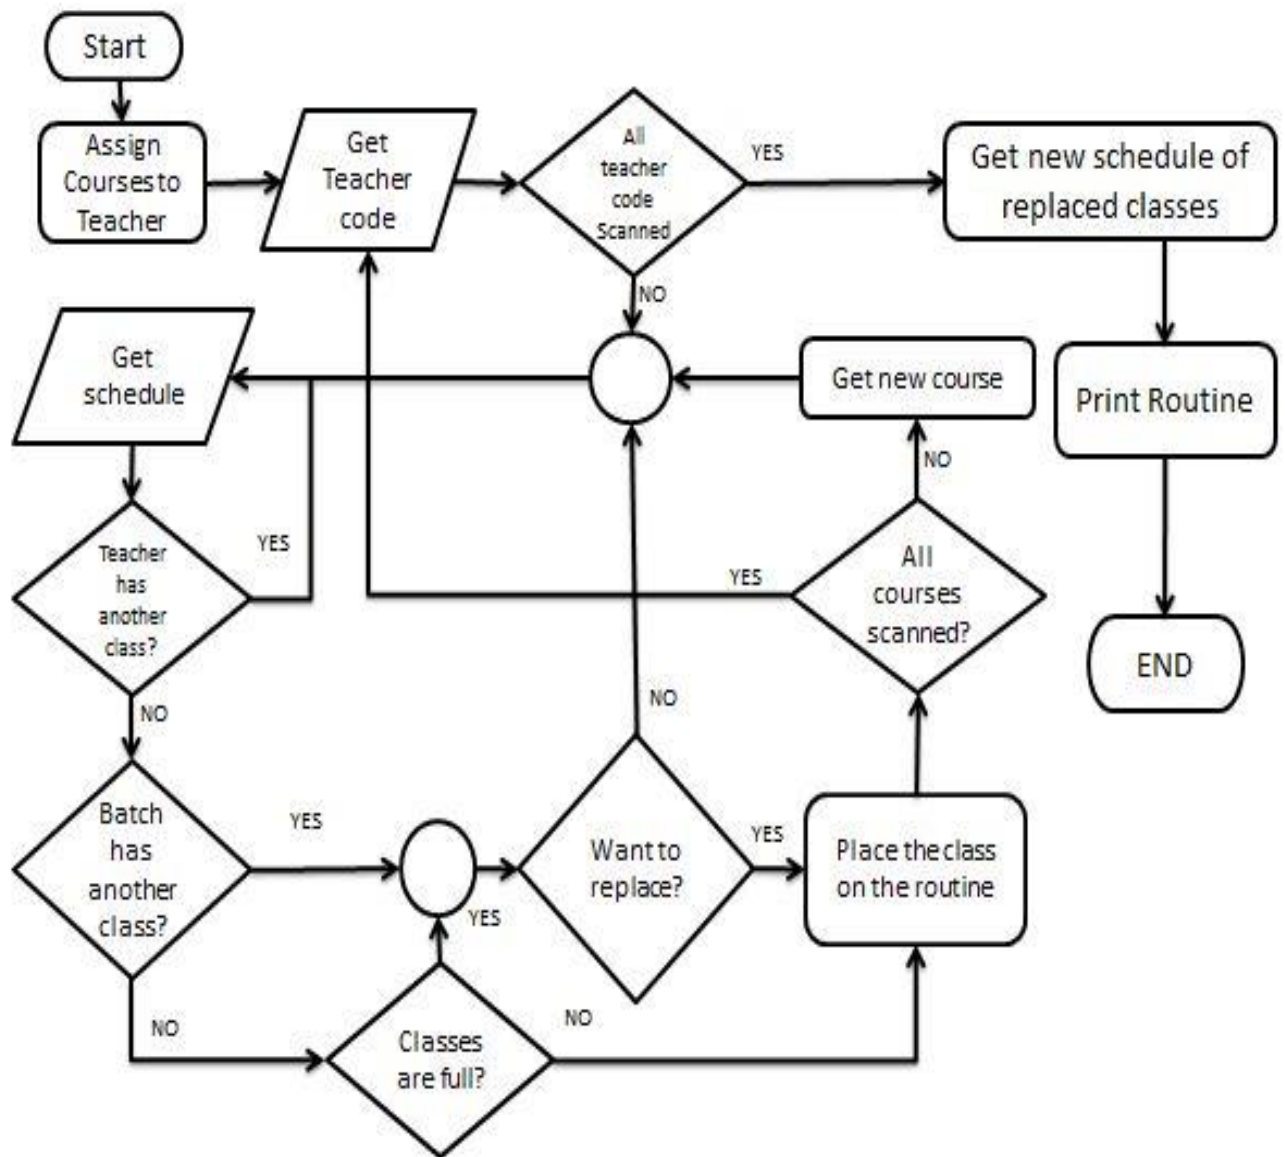 Start
Assign
Courses to
Teacher
Get
Teacher
code
All
teacher
code
Scanned
YES
Get new schedule of
replaced classes
NO
Get
schedule
Get new course
Print Routine
NO
Teacher
has
another
class?
YES
YES
All
courses
scanned?
END
NO
NO
Batch
has
another
class?
YES
Want to
replace?
YES
Place the class
on the routine
YES
NO
Classes
are full?
NO